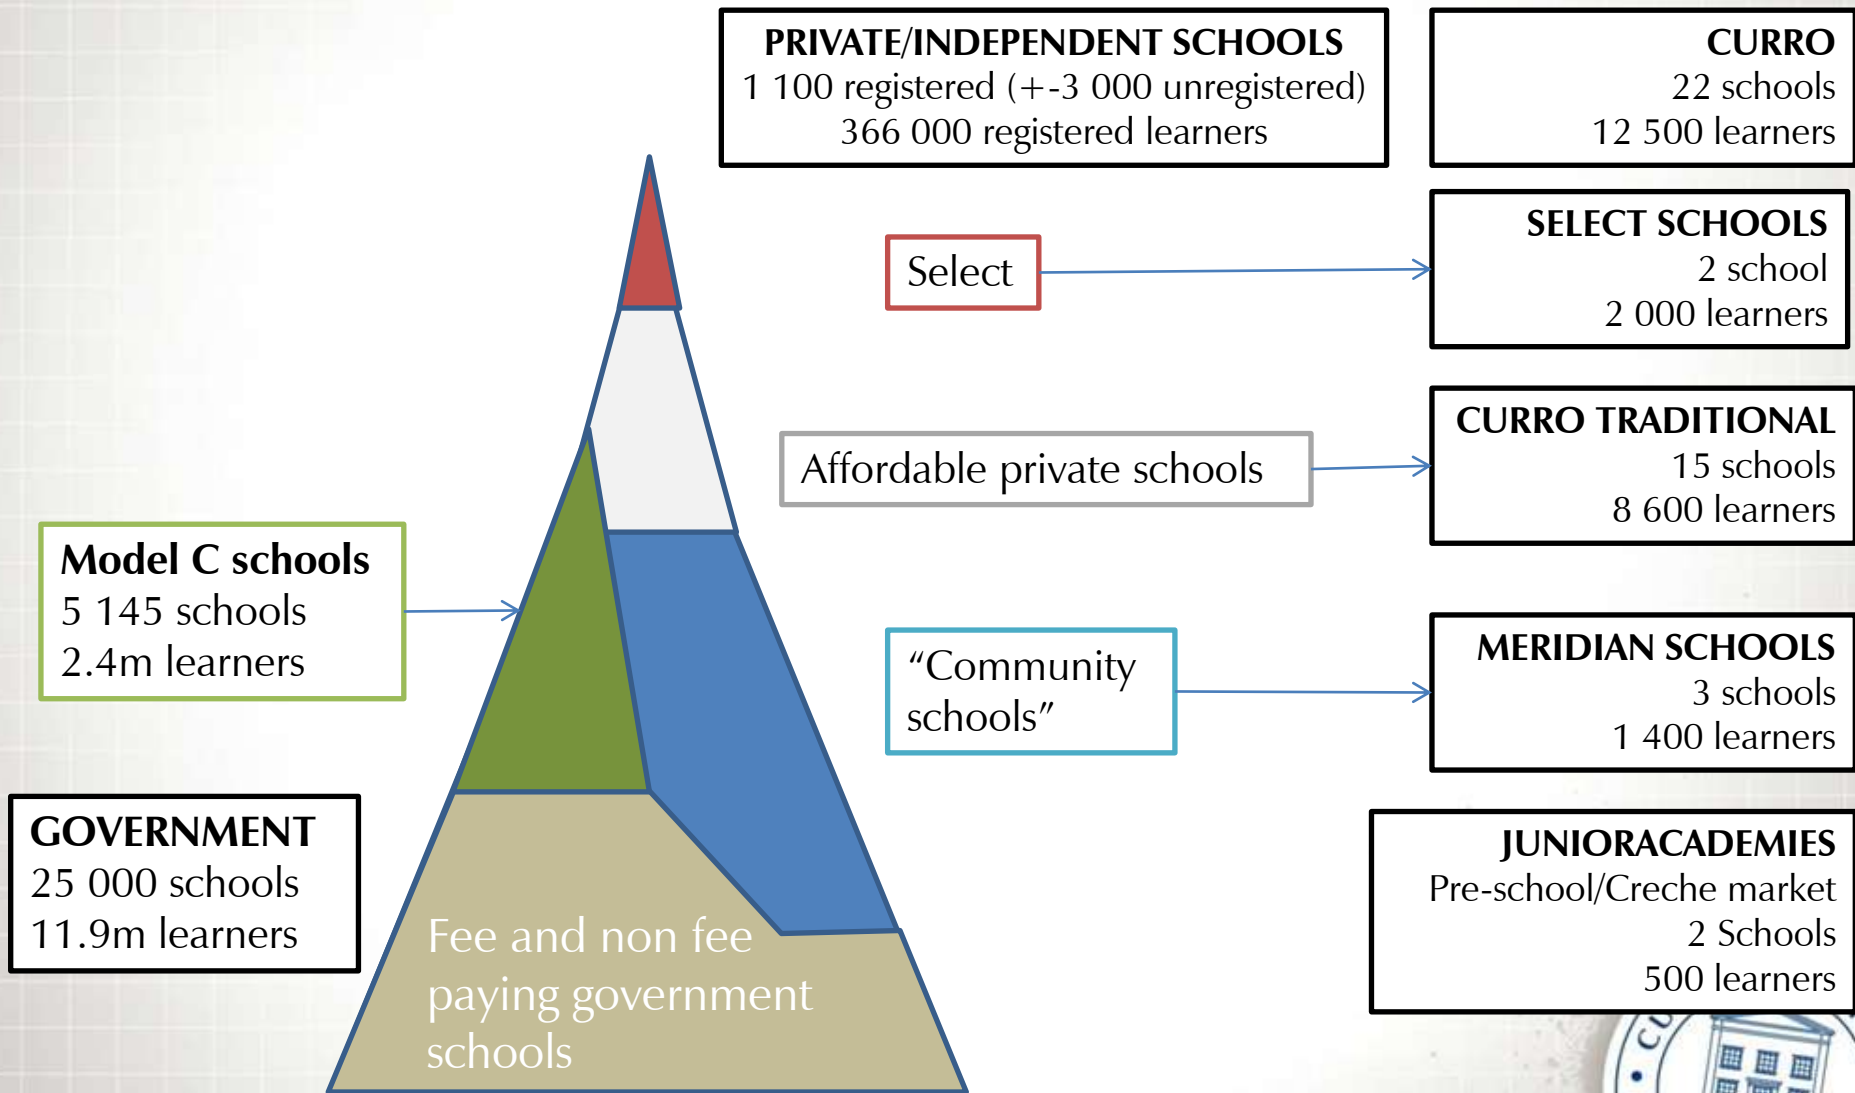 PRIVATE/INDEPENDENT SCHOOLS
1 100 registered (+-3 000 unregistered)
366 000 registered learners
CURRO
22 schools
12 500 learners
Select
SELECT SCHOOLS
2 school
2 000 learners
Affordable private schools
CURRO TRADITIONAL
15 schools
8 600 learners
Model C schools
5 145 schools
2.4m learners
“Community
schools”
MERIDIAN SCHOOLS
3 schools
1 400 learners
GOVERNMENT
25 000 schools
11.9m learners
Fee and non fee
paying government
schools
JUNIORACADEMIES
Pre-school/Creche market
2 Schools
500 learners